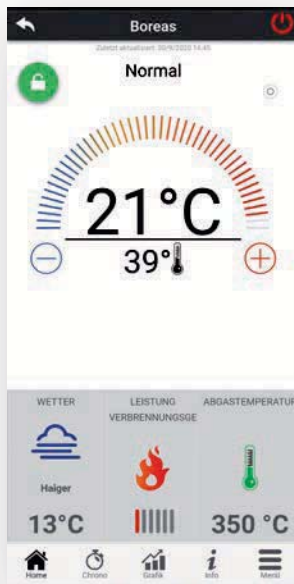 Boreas
Zuletzt aktualisiert: 30/9/2020 14:45
Normal
21°C
39°
WETTER
LEISTUNG
VERBRENNUNGSGE
ABGASTEMPERATUR
Haiger
13°C
350 °C
Home
Chrono
Grafik
Info
Menü